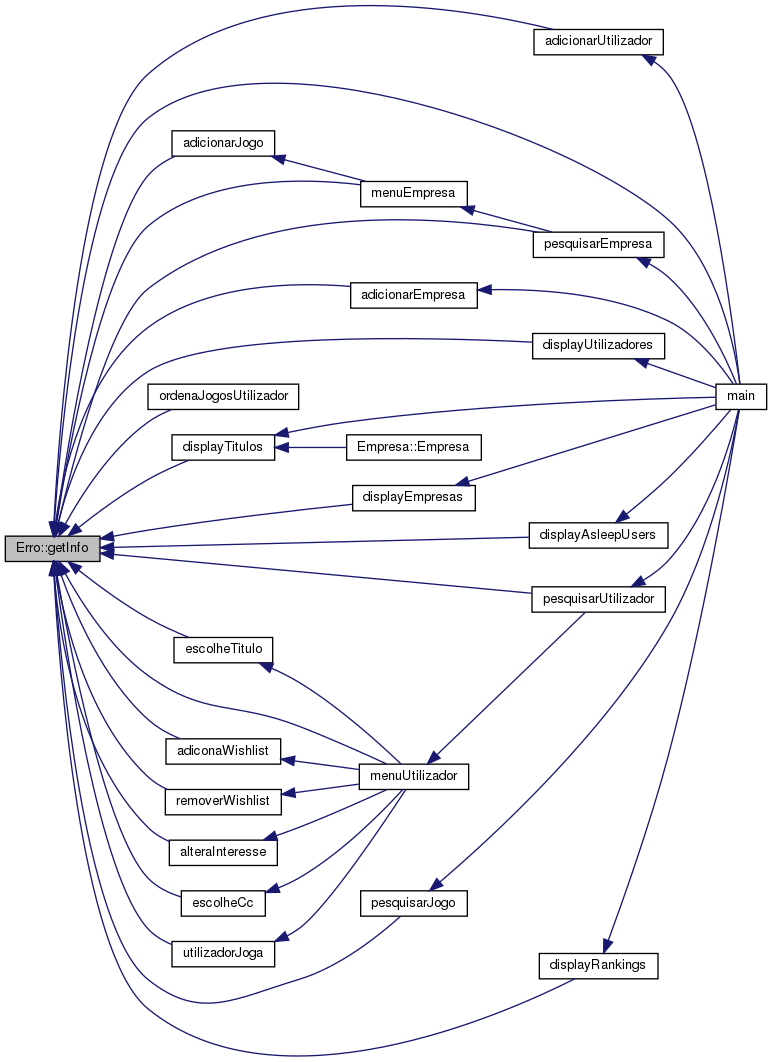 adicionarUtilizador
adicionarJogo
menuEmpresa
pesquisarEmpresa
adicionarEmpresa
displayUtilizadores
ordenaJogosUtilizador
main
displayTitulos
Empresa::Empresa
displayEmpresas
displayAsleepUsers
Erro::getInfo
pesquisarUtilizador
escolheTitulo
adiconaWishlist
menuUtilizador
removerWishlist
alteraInteresse
escolheCc
pesquisarJogo
utilizadorJoga
displayRankings